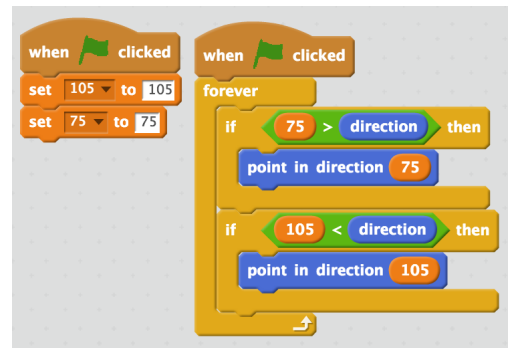 when clicked
set 105 to 105
set 75 to 75
when clicked
forever
if 75 > direction then
point in direction 75
if 105 < direction then
point in direction 105